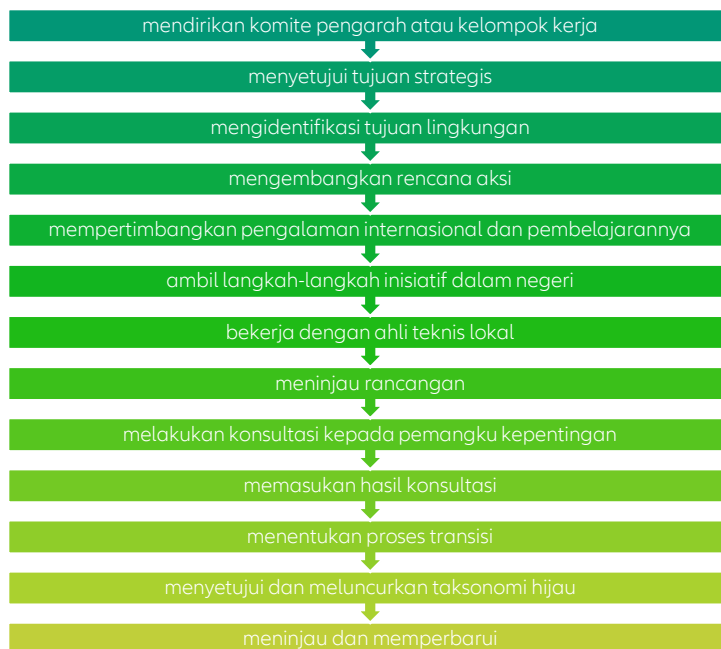 mendirikan komite pengarah atau kelompok kerja
menyetujui tujuan strategis
mengidentifikasi tujuan lingkungan
mengembangkan rencana aksi
mempertimbangkan pengalaman internasional dan pembelajarannya
ambil langkah-langkah inisiatif dalam negeri
bekerja dengan ahli teknis lokal
meninjau rancangan
melakukan konsultasi kepada pemangku kepentingan
memasukan hasil konsultasi
menentukan proses transisi
menyetujui dan meluncurkan taksonomi hijau
meninjau dan memperbarui